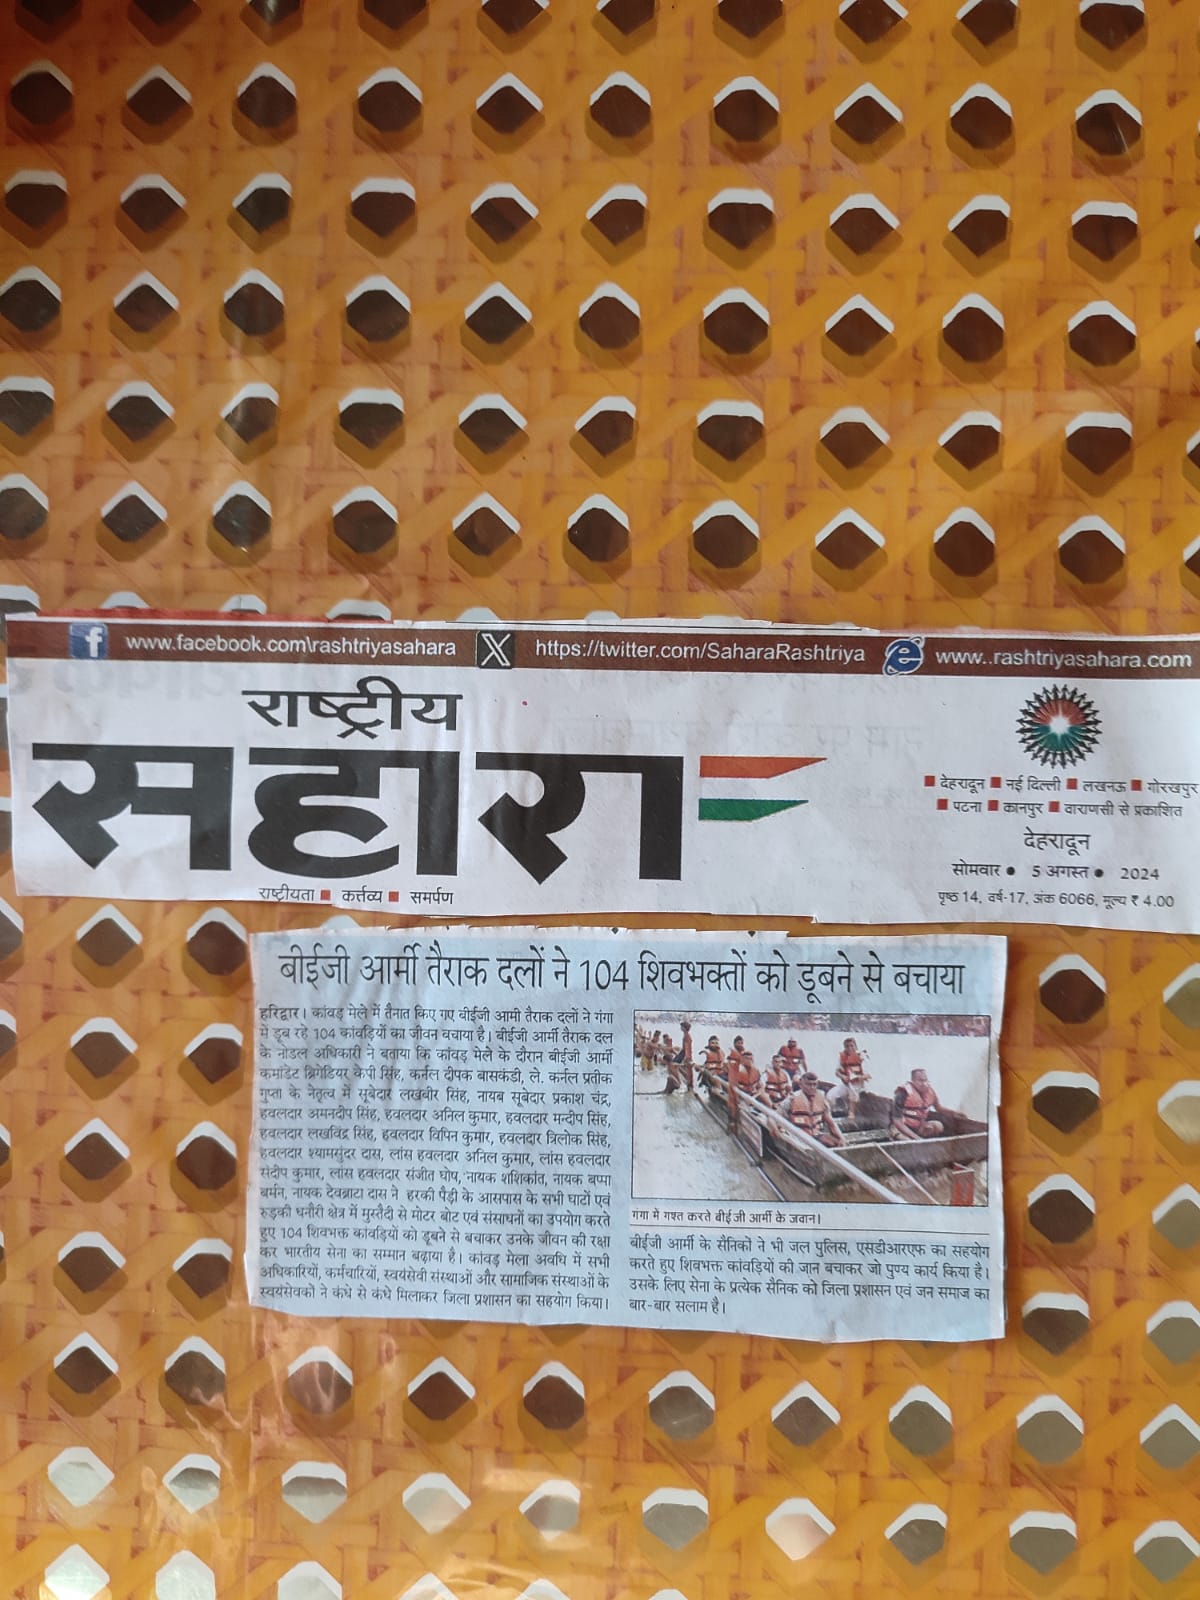 www.facebook.com\rashtriyasahara
https://twitter.com/SaharaRashtriya
www..rashtriyasahara.com
राष्ट्रीय
सहारा
राष्ट्रीयता ■ कर्त्तव्य ■ समर्पण
■ देहरादून ■ नई दिल्ली ■ लखनऊ ■ गोरखपुर
■ पटना ■ कानपुर ■ वाराणसी से प्रकाशित
देहरादून
सोमवार ● 5 अगस्त ● 2024
पृष्ठ 14, वर्ष-17, अंक 6066, मूल्य ₹ 4.00
बीईजी आर्मी तैराक दलों ने 104 शिवभक्तों को डूबने से बचाया
हरिद्वार। कांवड़ मेले में तैनात किए गए बीईजी आर्मी तैराक दलों ने गंगा
में डूब रहे 104 कांवड़ियों का जीवन बचाया है। बीईजी आर्मी तैराक दल
के नोडल अधिकारी ने बताया कि कांवड़ मेले के दौरान बीईजी आर्मी
कमांडेंट ब्रिगेडियर केपी सिंह, कर्नल दीपक बासकंडी, ले. कर्नल प्रतीक
गुप्ता के नेतृत्व में सूबेदार लखबीर सिंह, नायब सूबेदार प्रकाश चंद्र,
हवलदार अमनदीप सिंह, हवलदार अनिल कुमार, हवलदार मन्दीप सिंह,
हवलदार लखविंद्र सिंह, हवलदार विपिन कुमार, हवलदार त्रिलोक सिंह,
हवलदार श्यामसुंदर दास, लांस हवलदार अनिल कुमार, लांस हवलदार
संदीप कुमार, लांस हवलदार संजीत घोष, नायक शशिकांत, नायक बप्पा
बर्मन, नायक देवब्राटा दास ने हरकी पैड़ी के आसपास के सभी घाटों एवं
रुड़की धनौरी क्षेत्र में मुस्तैदी से मोटर बोट एवं संसाधनों का उपयोग करते
हुए 104 शिवभक्त कांवड़ियों को डूबने से बचाकर उनके जीवन की रक्षा
कर भारतीय सेना का सम्मान बढ़ाया है। कांवड़ मेला अवधि में सभी
अधिकारियों, कर्मचारियों, स्वयंसेवी संस्थाओं और सामाजिक संस्थाओं के
स्वयंसेवकों ने कंधे से कंधे मिलाकर जिला प्रशासन का सहयोग किया।
गंगा में गश्त करते बीईजी आर्मी के जवान।
बीईजी आर्मी के सैनिकों ने भी जल पुलिस, एसडीआरएफ का सहयोग
करते हुए शिवभक्त कांवड़ियों की जान बचाकर जो पुण्य कार्य किया है।
उसके लिए सेना के प्रत्येक सैनिक को जिला प्रशासन एवं जन समाज का
बार-बार सलाम है।